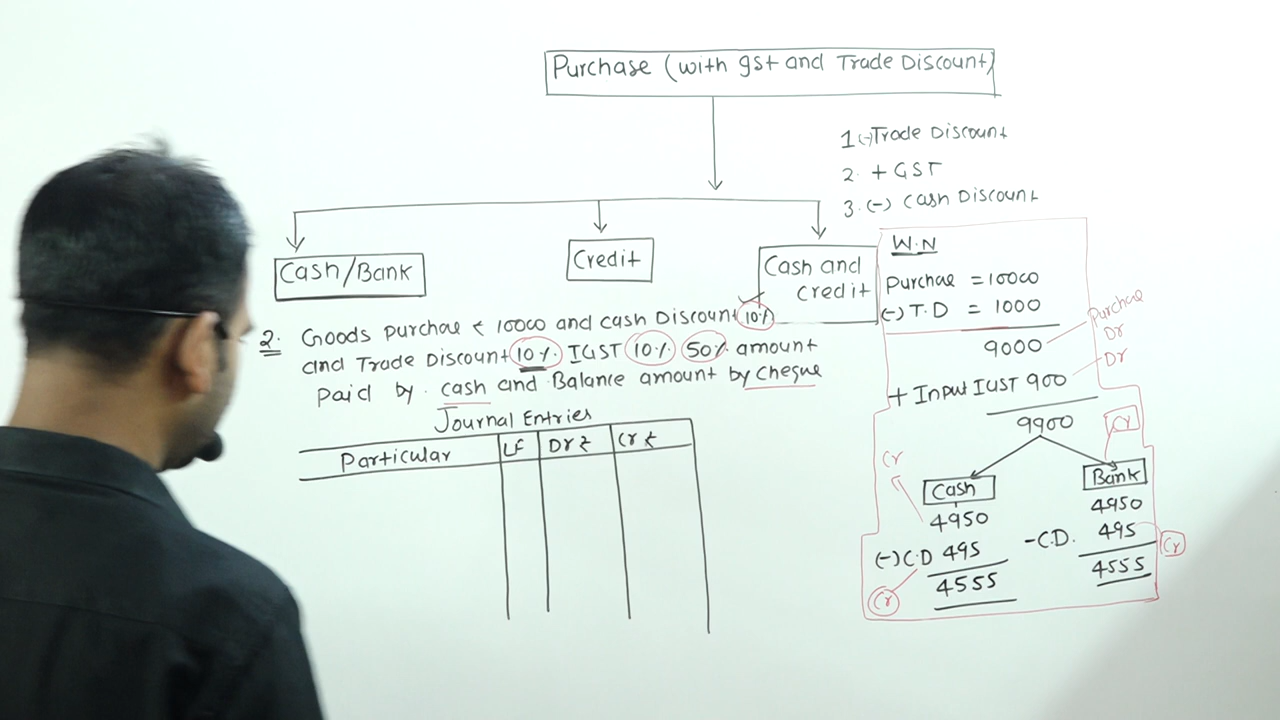 Purchase (with gst and Trade Discount)
1 (-) Trade Discount
2. + GST
3. (-) Cash Discount
Cash/Bank
Credit
Cash and
credit
2. Goods purchae ₹ 10000 and cash Discount 10%
and Trade Discount 10% IGST 10% 50% amount
paid by cash and Balance amount by cheque
Journal Entries
Particular LF Dr ₹ Cr ₹
W.N
Purchae = 10000
(-) T.D = 1000
9000
Purchae
Dr
+ Input IGST 900
Dr
9900
Cr
Cr
Cash
4950
(-) C.D 495
4555
Cr
Bank
4950
-C.D. 495
4555
Cr